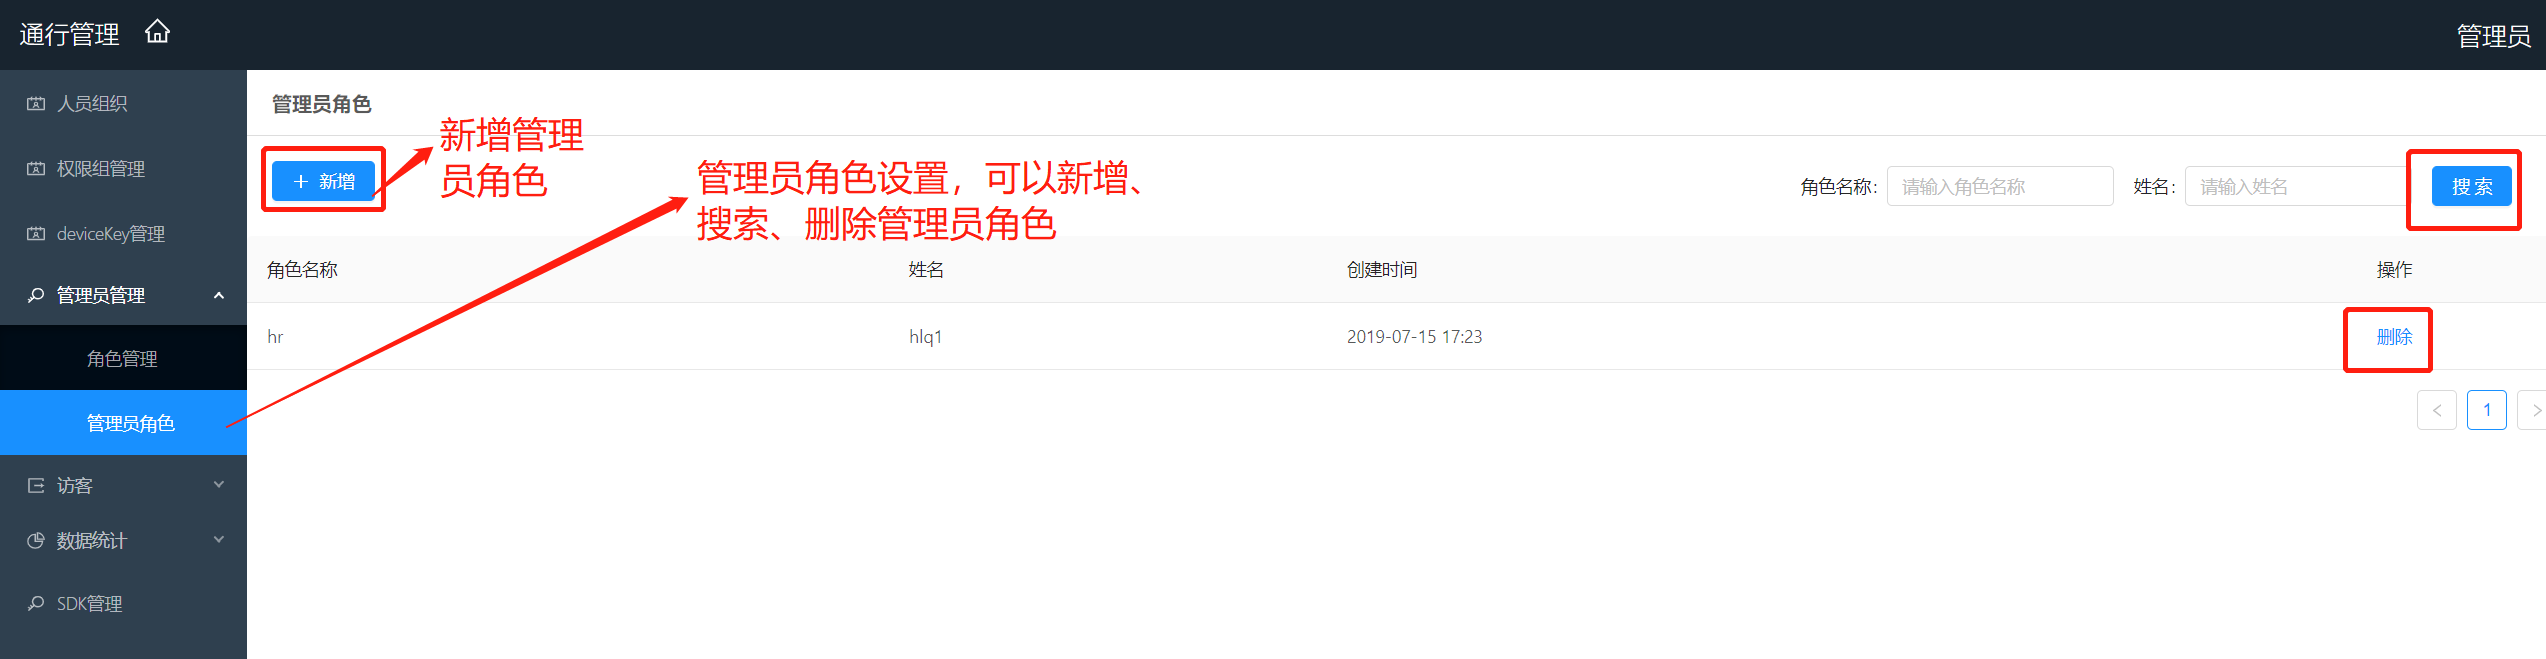 通行管理
管理员
人员组织
权限组管理
deviceKey管理
管理员管理
角色管理
管理员角色
访客
数据统计
SDK管理
管理员角色
+ 新增
新增管理
员角色
管理员角色设置，可以新增、
搜索、删除管理员角色
角色名称: 请输入角色名称 姓名: 请输入姓名 搜 索
角色名称 姓名 创建时间 操作
hr hlq1 2019-07-15 17:23 删除
< 1 >